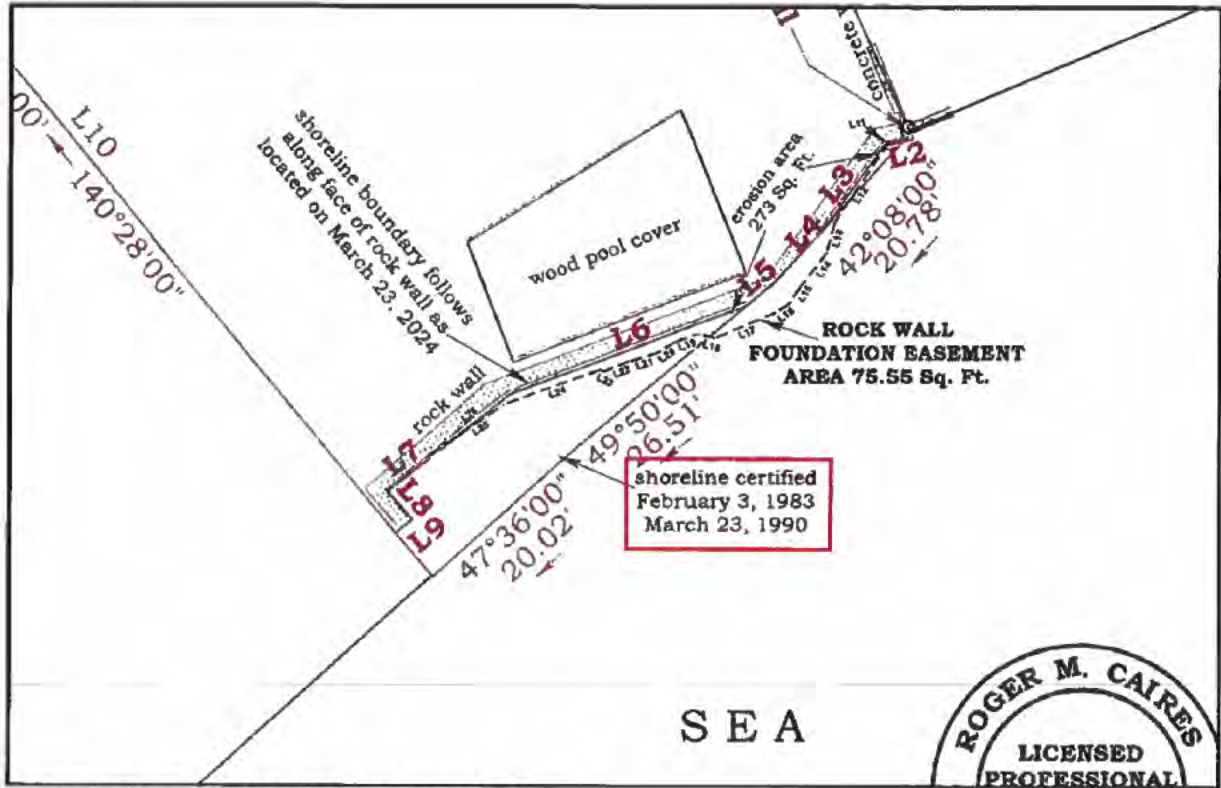 L10
00'
140°28'00"
shoreline boundary follows
along face of rock wall as
located on March 23, 2024
wood pool cover
concrete
erosion area
273 Sq. Ft.
L11
L2
L3
L4
L5
L6
L7
L8
L9
42°08'00"
20.78'
ROCK WALL
FOUNDATION EASEMENT
AREA 75.55 Sq. Ft.
rock wall
49°50'00"
26.51'
shoreline certified
February 3, 1983
March 23, 1990
47°36'00"
20.02'
SEA
ROGER M. CAIRES
LICENSED
PROFESSIONAL